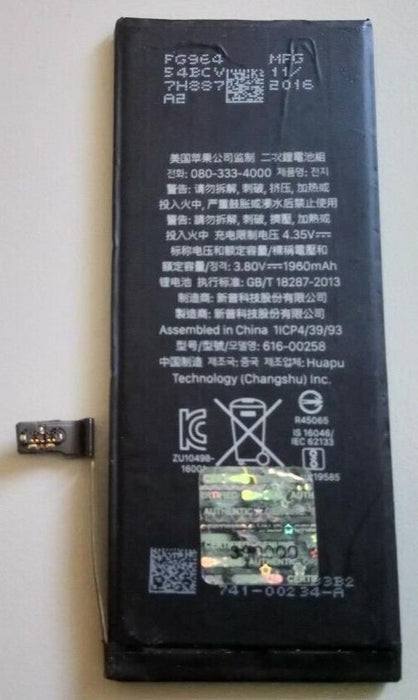 FG964 MFG
54BCV 11/
7H887 2016
A2
美国苹果公司监制 二次鋰電池組
전화: 080-333-4000 제품명: 전지
警告: 请勿拆解, 刺破, 挤压, 加热或
投入火中, 严重鼓胀或浸水后禁止使用
警告: 請勿拆解, 刺破, 擠壓, 加熱或
投入火中 充电限制电压 4.35V⎓
标称电压和额定容量/標稱電壓和
額定容量/정격: 3.80V⎓1960mAh
锂电池 执行标准: GB/T 18287-2013
制造商: 新普科技股份有限公司
製造商: 新普科技股份有限公司
Assembled in China 1ICP4/39/93
型号/型號/모델명: 616-00258
中国制造 제조국: 중국 제조업체: Huapu
Technology (Changshu) Inc.
R45065
IS 16046/
IEC 62133
ZU10498-
160
19585
AUTHENTIC
741-00234-A